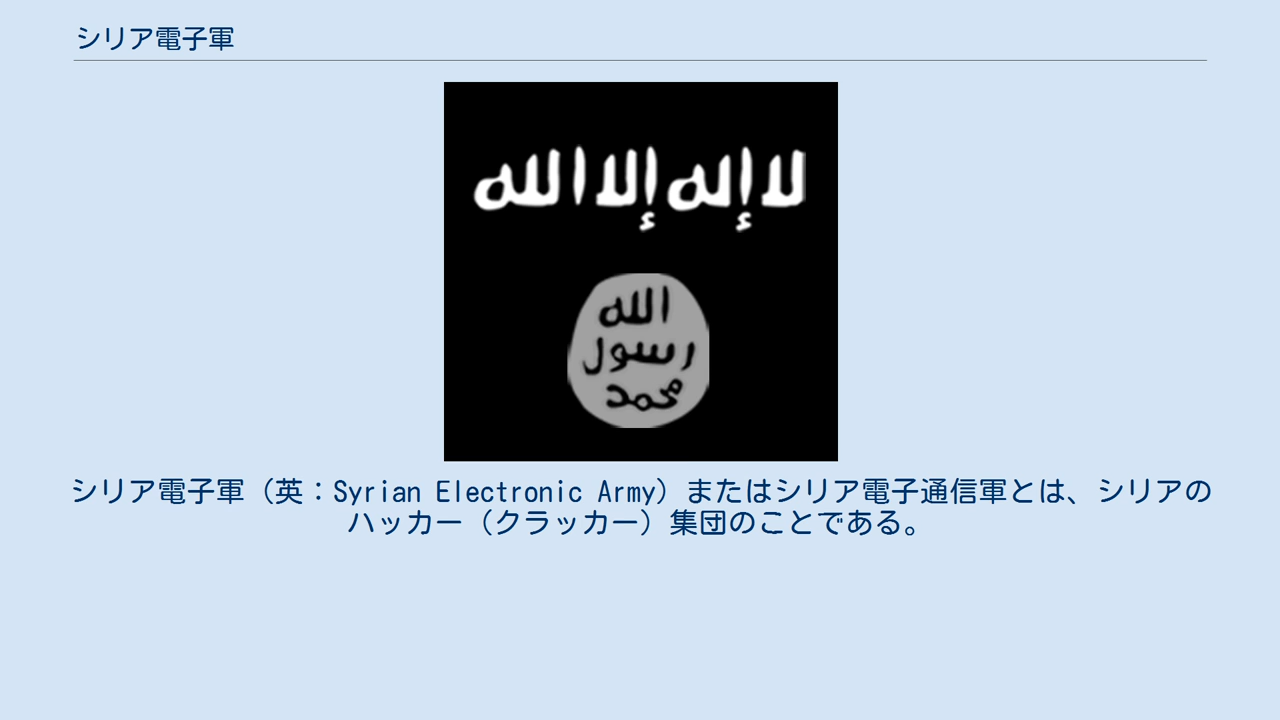 シリア電子軍
لا إله إلا الله
الله
رسول
محمد
シリア電子軍（英：Syrian Electronic Army）またはシリア電子通信軍とは、シリアの
ハッカー（クラッカー）集団のことである。